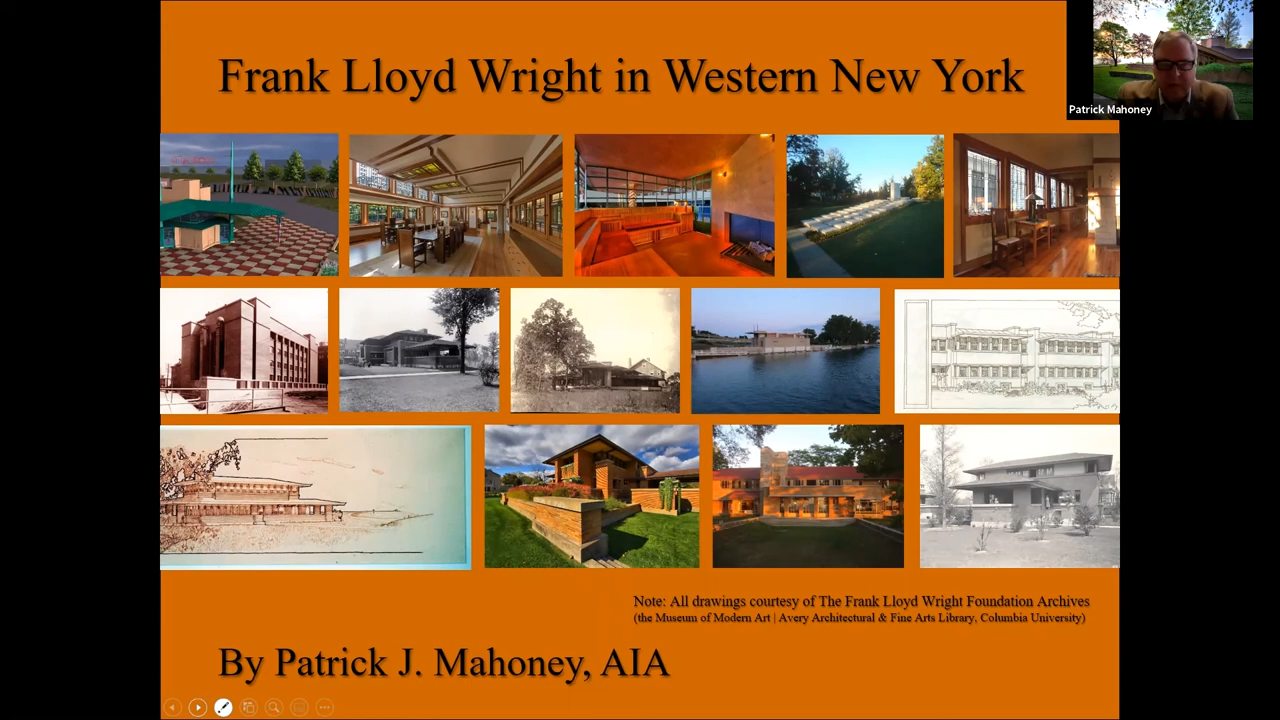 Frank Lloyd Wright in Western New York
Patrick Mahoney
Note: All drawings courtesy of The Frank Lloyd Wright Foundation Archives
(the Museum of Modern Art | Avery Architectural & Fine Arts Library, Columbia University)
By Patrick J. Mahoney, AIA